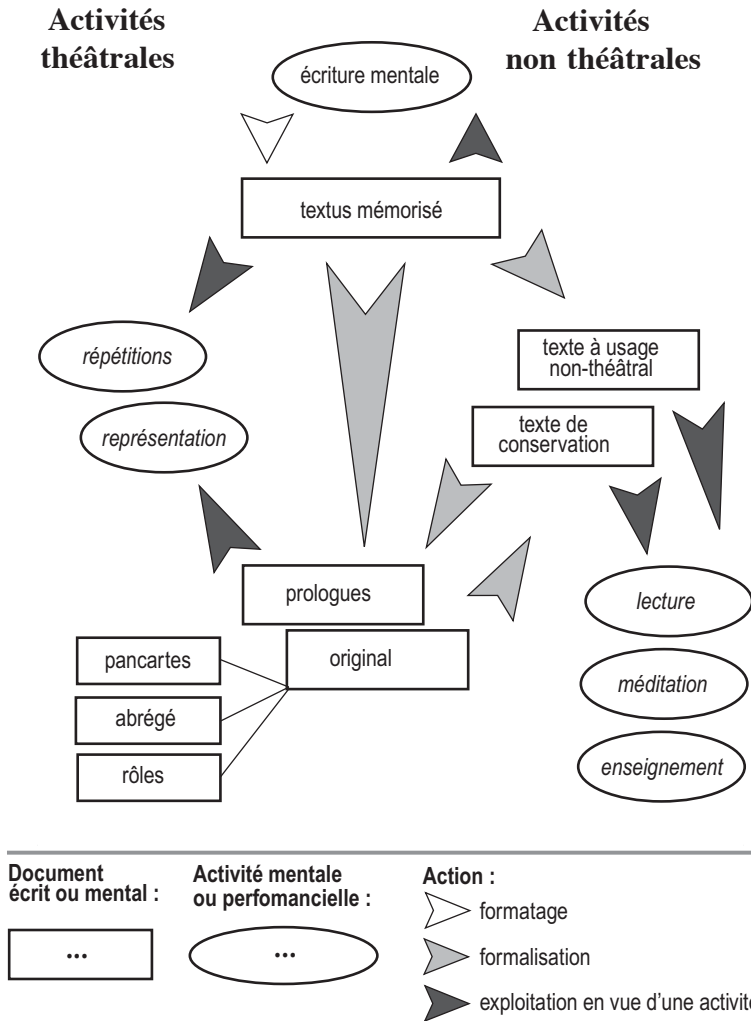 Activités
théâtrales
Activités
non théâtrales
écriture mentale
textus mémorisé
répétitions
représentation
texte à usage
non-théâtral
texte de
conservation
prologues
original
pancartes
abrégé
rôles
lecture
méditation
enseignement
Document
écrit ou mental :
...
Activité mentale
ou perfomancielle :
...
Action :
formatage
formalisation
exploitation en vue d'une activité